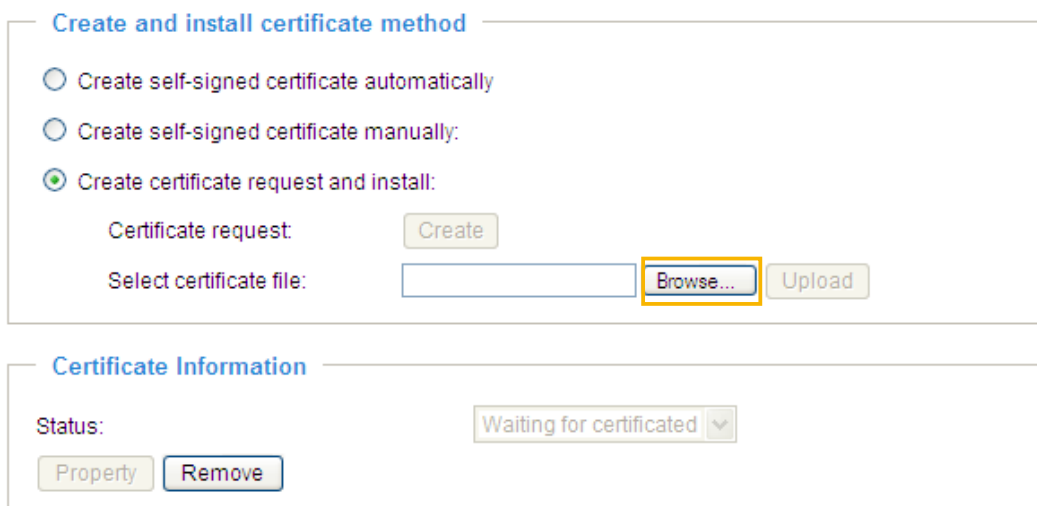 Create and install certificate method
Create self-signed certificate automatically
Create self-signed certificate manually:
Create certificate request and install:
Certificate request: Create
Select certificate file: Browse... Upload
Certificate Information
Status: Waiting for certificated
Property Remove